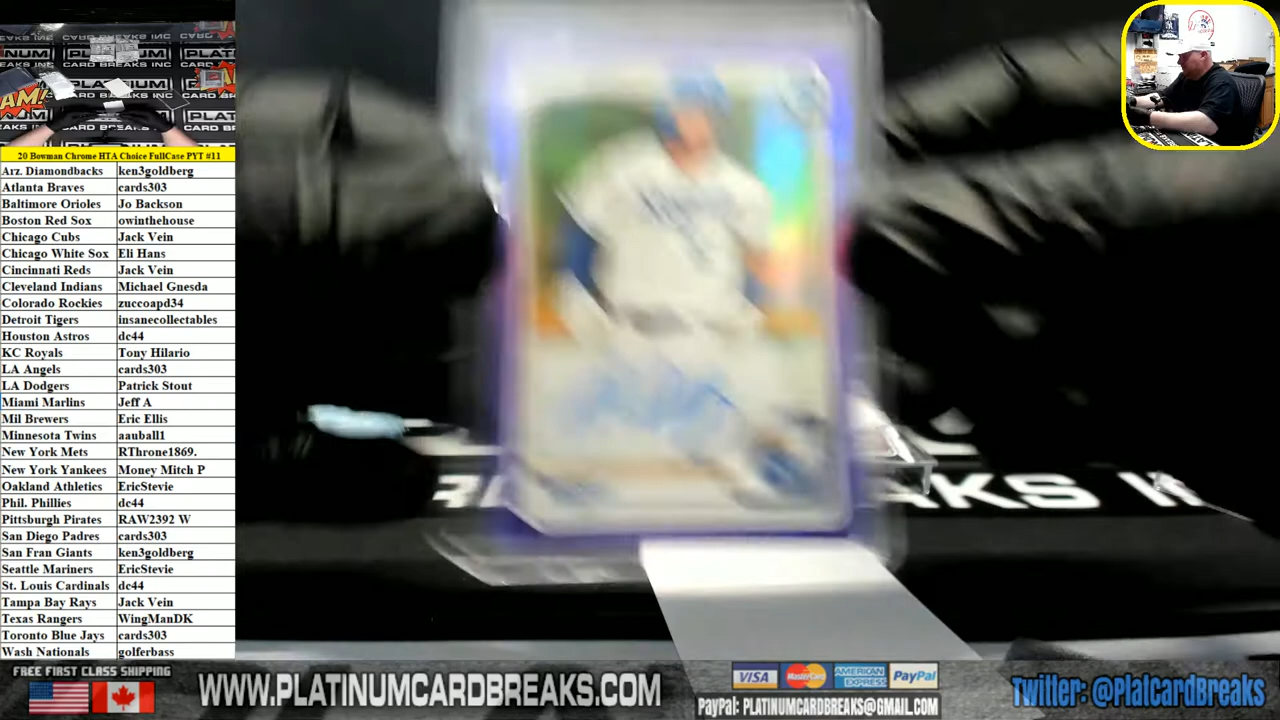 PLATINUM
CARD BREAKS INC
20 Bowman Chrome HTA Choice FullCase PYT #11
Arz. Diamondbacks ken3goldberg
Atlanta Braves cards303
Baltimore Orioles Jo Backson
Boston Red Sox owinthehouse
Chicago Cubs Jack Vein
Chicago White Sox Eli Hans
Cincinnati Reds Jack Vein
Cleveland Indians Michael Gnesda
Colorado Rockies zuccoapd34
Detroit Tigers insanecollectables
Houston Astros dc44
KC Royals Tony Hilario
LA Angels cards303
LA Dodgers Patrick Stout
Miami Marlins Jeff A
Mil Brewers Eric Ellis
Minnesota Twins aauball1
New York Mets RThrone1869.
New York Yankees Money Mitch P
Oakland Athletics EricStevie
Phil. Phillies dc44
Pittsburgh Pirates RAW2392 W
San Diego Padres cards303
San Fran Giants ken3goldberg
Seattle Mariners EricStevie
St. Louis Cardinals dc44
Tampa Bay Rays Jack Vein
Texas Rangers WingManDK
Toronto Blue Jays cards303
Wash Nationals golferbass
FREE FIRST CLASS SHIPPING
WWW.PLATINUMCARDBREAKS.COM
VISA MasterCard AMERICAN EXPRESS PayPal
PayPal: PLATINUMCARDBREAKS@GMAIL.COM
Twitter: @PlatCardBreaks